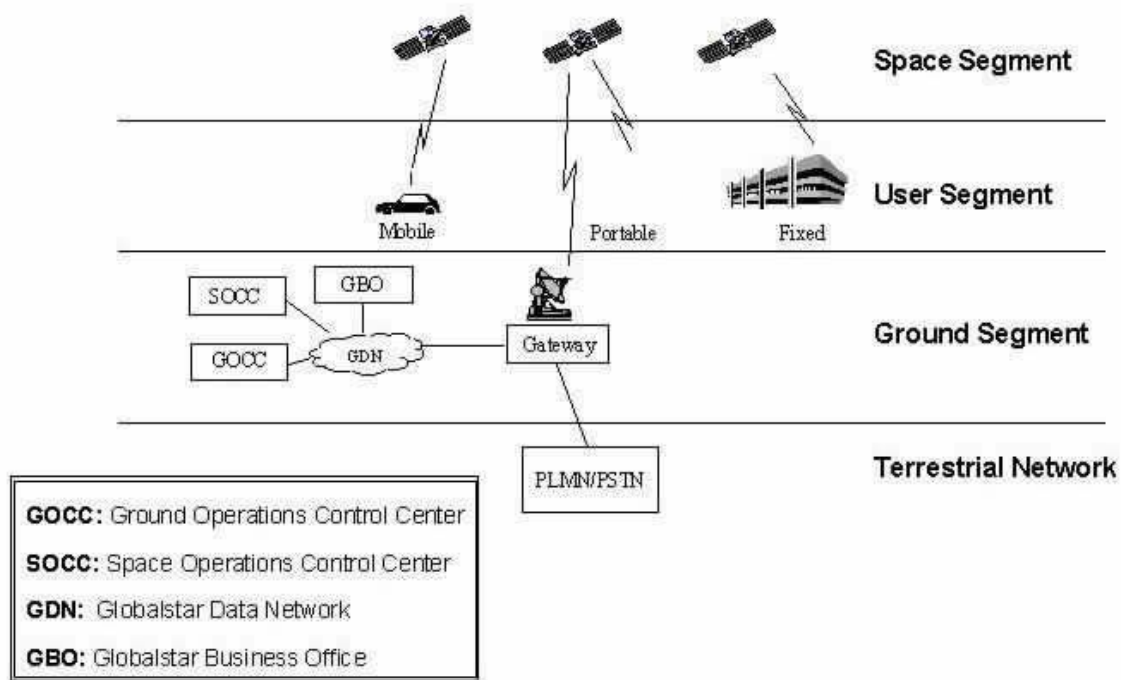 Space Segment
User Segment
Mobile
Portable
Fixed
SOCC
GBO
GOCC
GDN
Gateway
Ground Segment
PLMN/PSTN
Terrestrial Network
GOCC: Ground Operations Control Center
SOCC: Space Operations Control Center
GDN: Globalstar Data Network
GBO: Globalstar Business Office